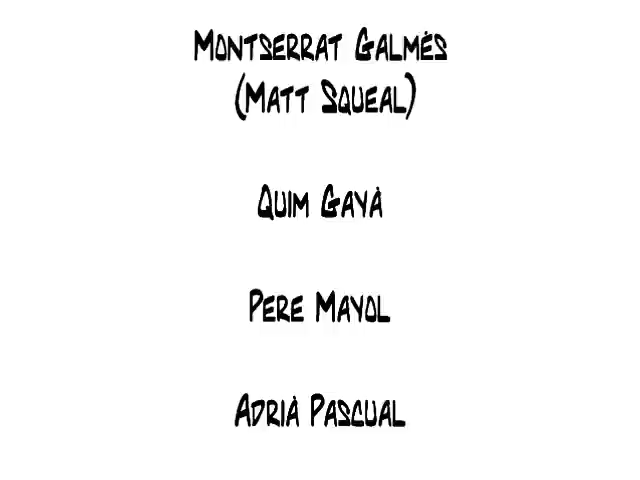 Montserrat Galmés
(Matt Squeal)
Quim Gayà
Pere Mayol
Adrià Pascual